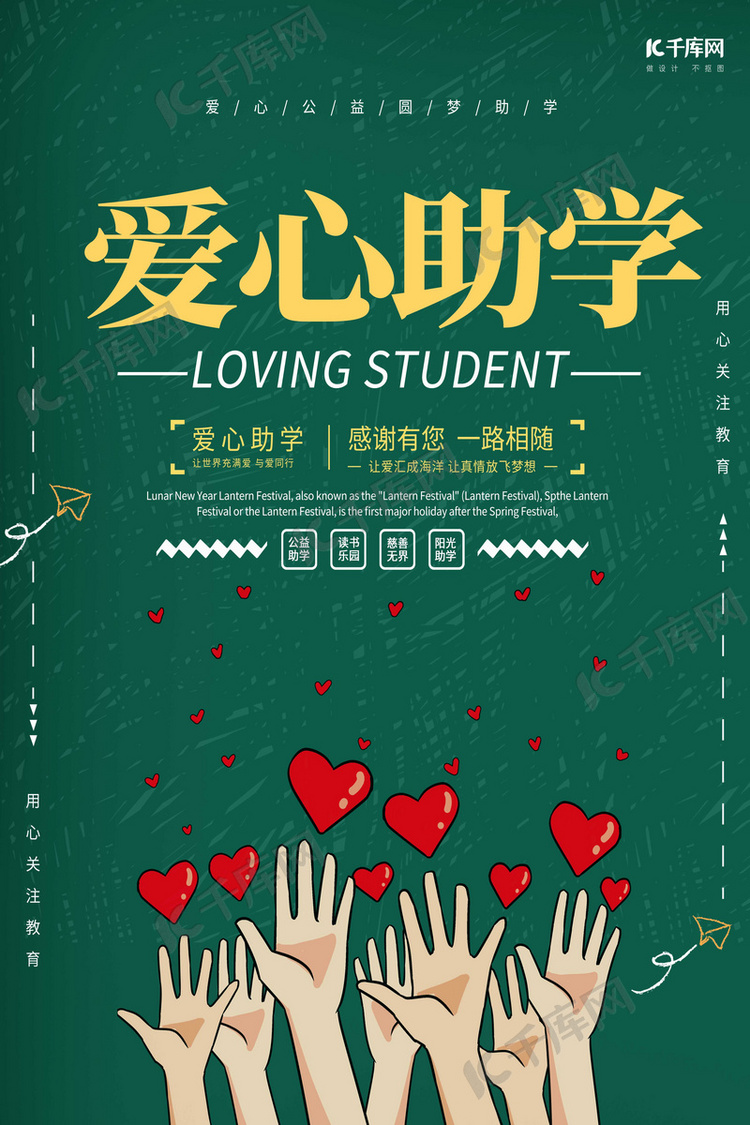 千库网
做设计 不抠图
爱/心/公/益/圆/梦/助/学
爱心助学
LOVING STUDENT
爱心助学
让世界充满爱 与爱同行
感谢有您 一路相随
— 让爱汇成海洋 让真情放飞梦想 —
Lunar New Year Lantern Festival, also known as the "Lantern Festival" (Lantern Festival), Spthe Lantern
Festival or the Lantern Festival, is the first major holiday after the Spring Festival,
公益
助学
读书
乐园
慈善
无界
阳光
助学
用心关注教育
用心关注教育